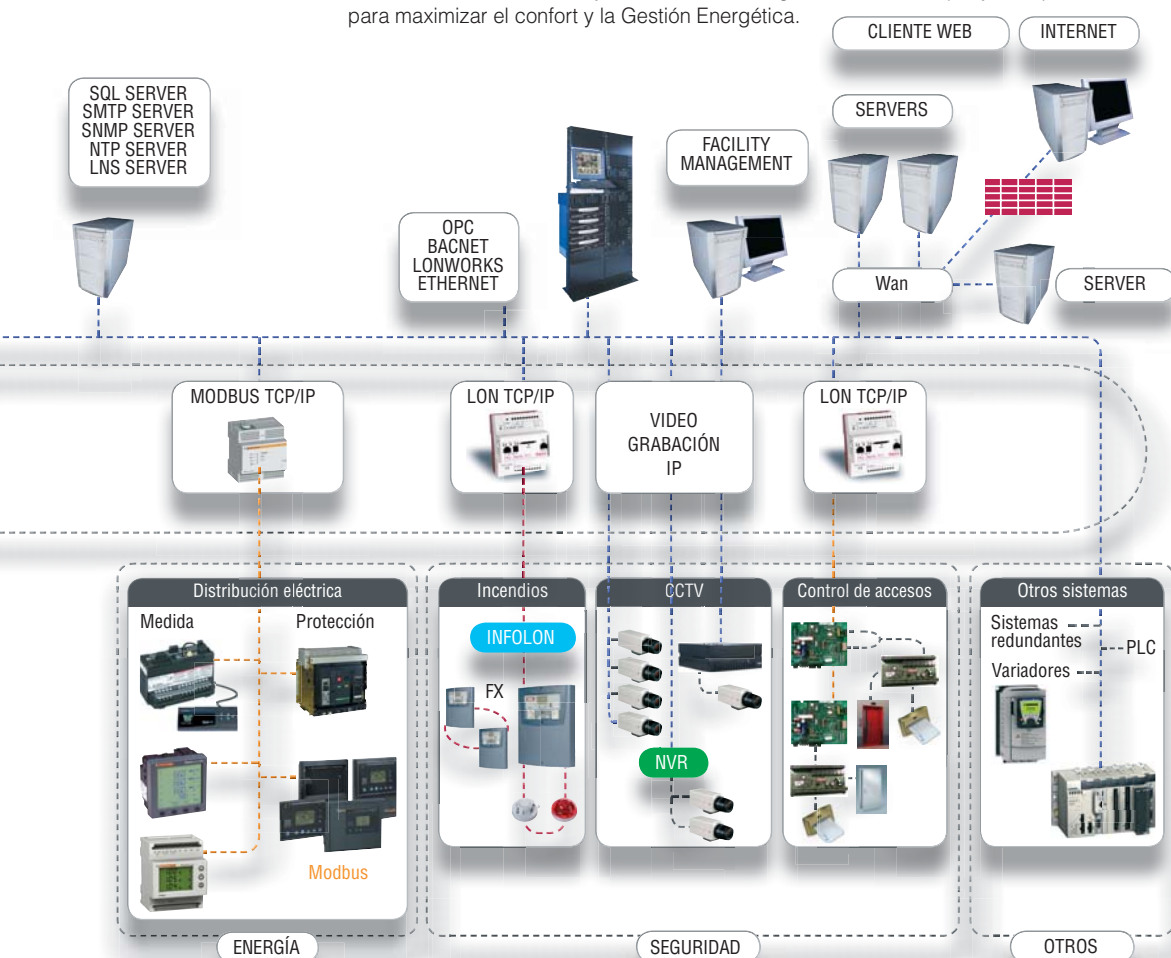 para maximizar el confort y la Gestión Energética.
CLIENTE WEB
INTERNET
SQL SERVER
SMTP SERVER
SNMP SERVER
NTP SERVER
LNS SERVER
SERVERS
FACILITY
MANAGEMENT
OPC
BACNET
LONWORKS
ETHERNET
Wan
SERVER
MODBUS TCP/IP
LON TCP/IP
VIDEO
GRABACIÓN
IP
LON TCP/IP
Distribución eléctrica
Medida
Protección
Modbus
Incendios
INFOLON
FX
CCTV
NVR
Control de accesos
Otros sistemas
Sistemas
redundantes
PLC
Variadores
ENERGÍA
SEGURIDAD
OTROS